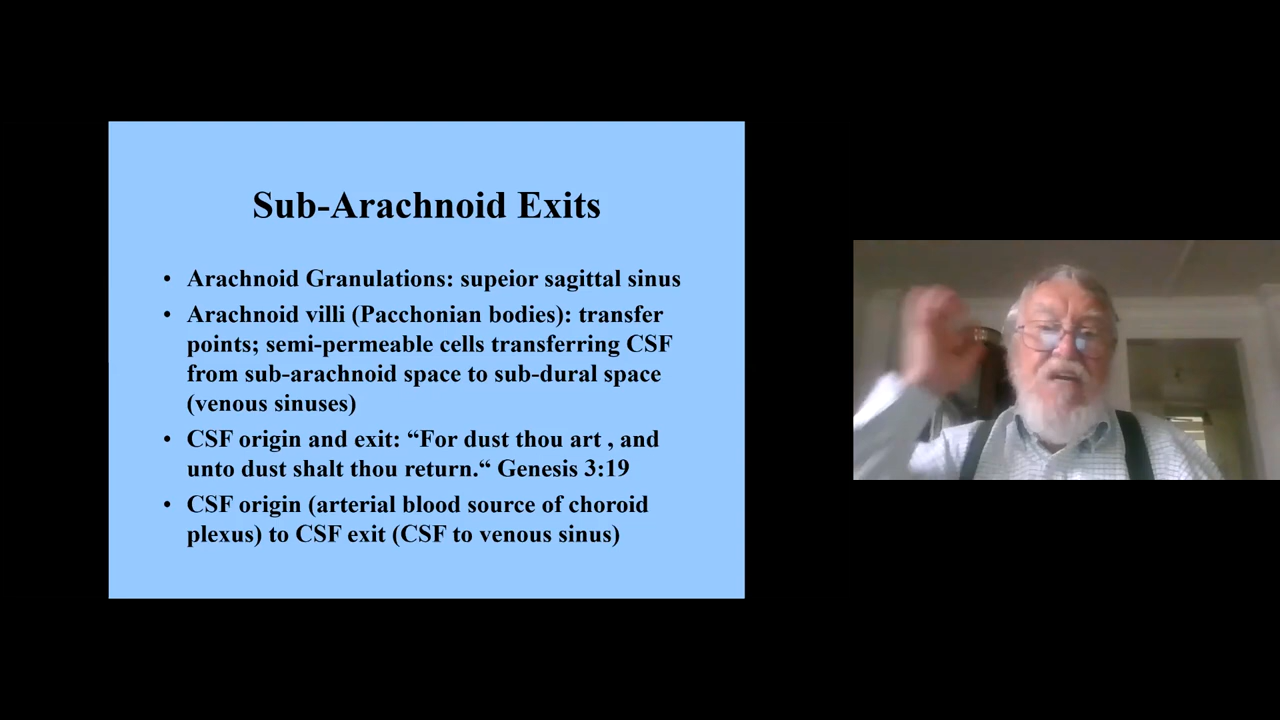 Sub-Arachnoid Exits
• Arachnoid Granulations: supeior sagittal sinus
• Arachnoid villi (Pacchonian bodies): transfer
points; semi-permeable cells transferring CSF
from sub-arachnoid space to sub-dural space
(venous sinuses)
• CSF origin and exit: “For dust thou art , and
unto dust shalt thou return.“ Genesis 3:19
• CSF origin (arterial blood source of choroid
plexus) to CSF exit (CSF to venous sinus)